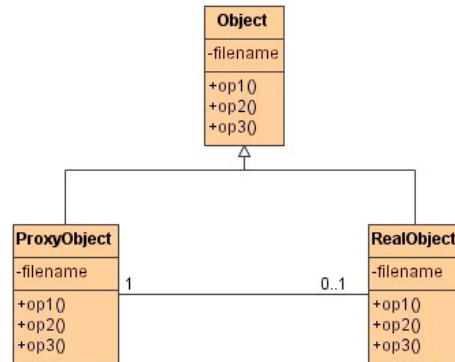 Object
-filename
+op1()
+op2()
+op3()
ProxyObject
-filename
+op1()
+op2()
+op3()
1
0..1
RealObject
-filename
+op1()
+op2()
+op3()